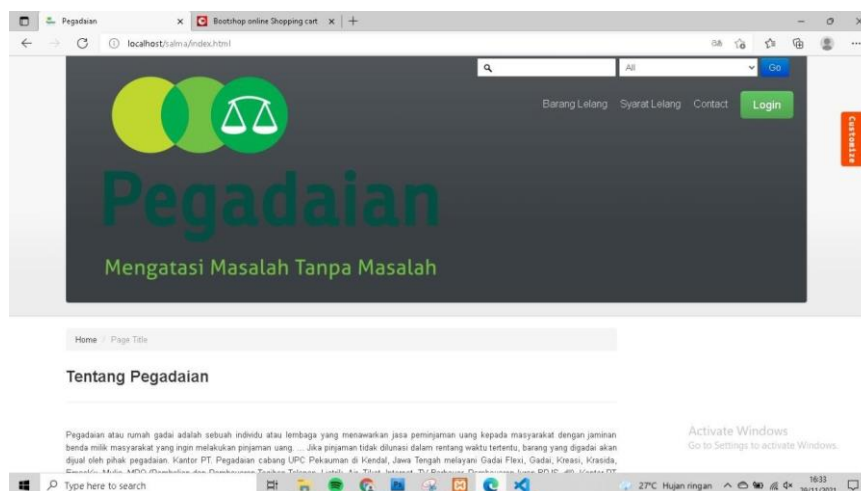 Pegadaian
Bootshop online Shopping cart
localhost/salma/index.html
All
Go
Barang Lelang Syarat Lelang Contact Login
Customize
Pegadaian
Mengatasi Masalah Tanpa Masalah
Home / Page Title
Tentang Pegadaian
Pegadaian atau rumah gadai adalah sebuah individu atau lembaga yang menawarkan jasa peminjaman uang kepada masyarakat dengan jaminan
benda milik masyarakat yang ingin melakukan pinjaman uang. ... Jika pinjaman tidak dilunasi dalam rentang waktu tertentu, barang yang digadai akan
dijual oleh pihak pegadaian. Kantor PT. Pegadaian cabang UPC Pekauman di Kendal, Jawa Tengah melayani Gadai Flexi, Gadai, Kreasi, Krasida,
Activate Windows
Go to Settings to activate Windows.
Type here to search
27°C Hujan ringan
16:33